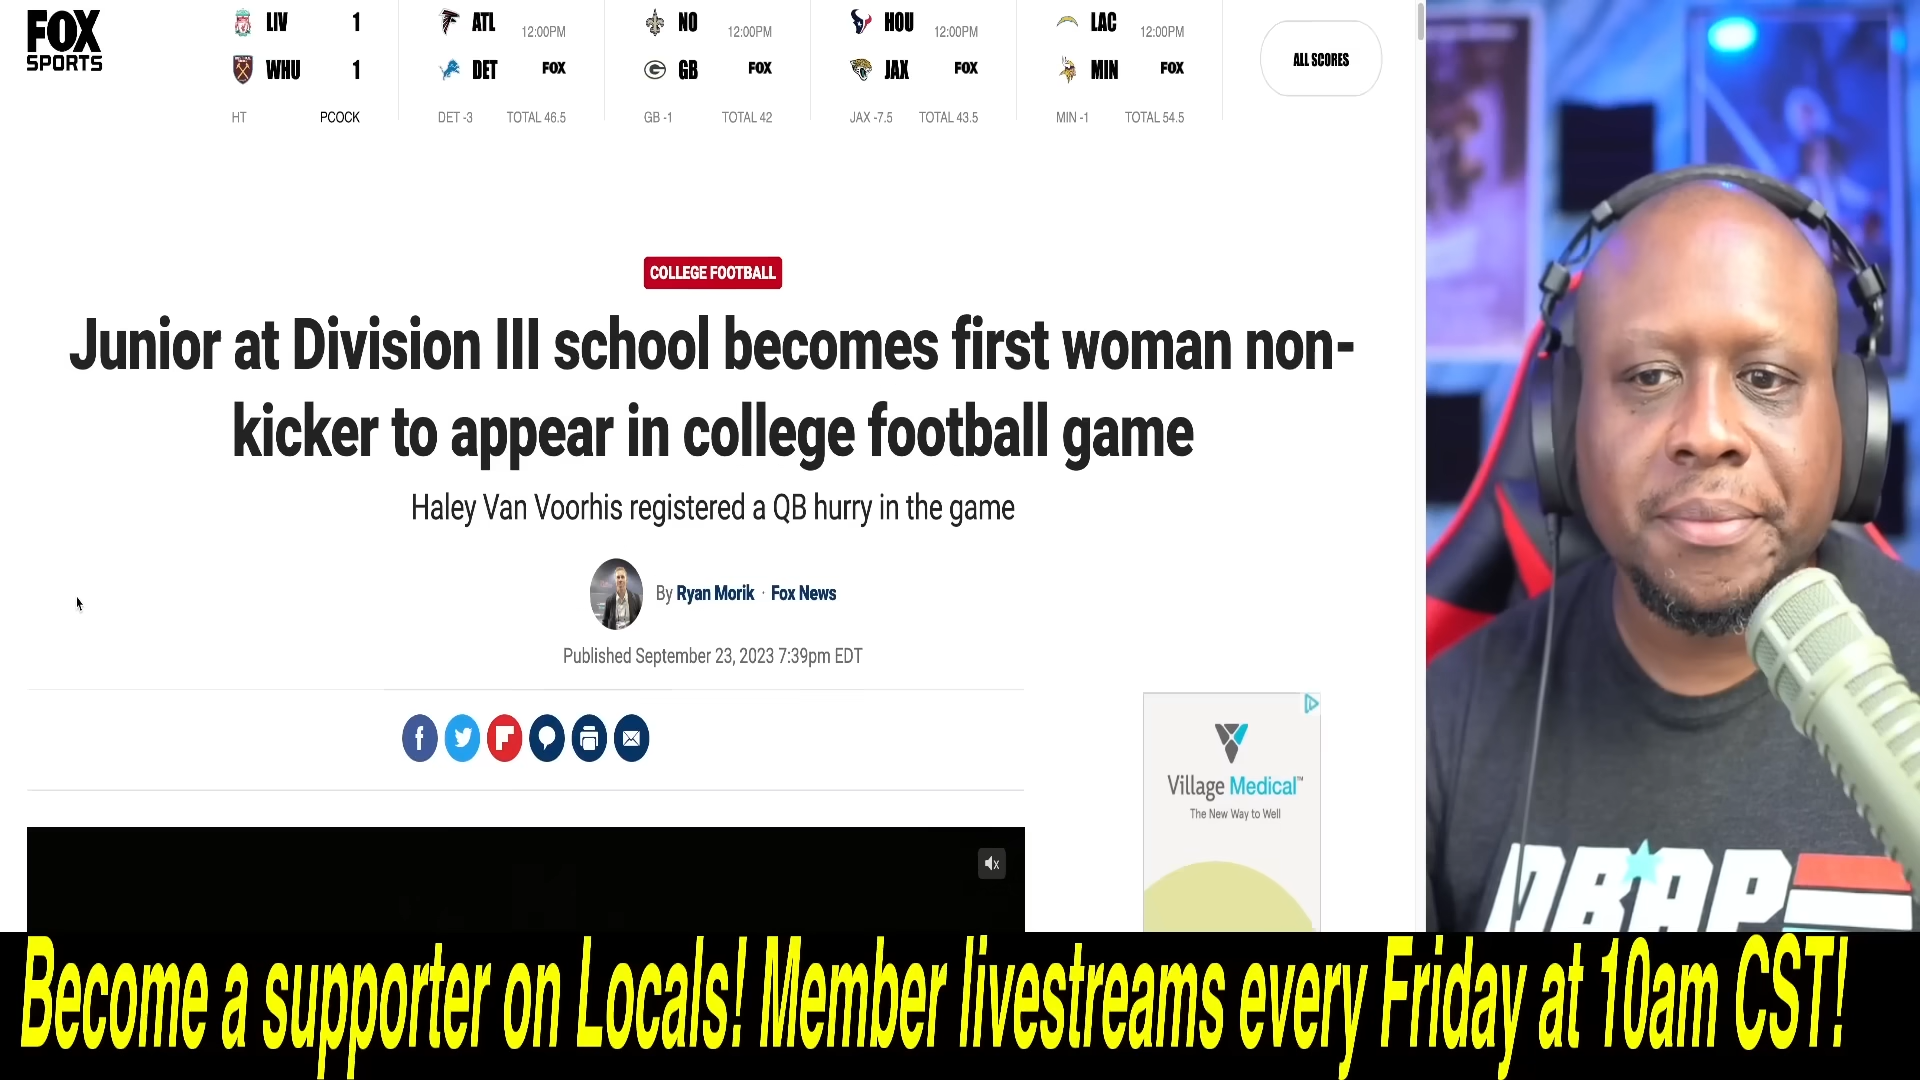 FOX
SPORTS
LIV 1
WHU 1
HT PCOCK
ATL 12:00PM
DET FOX
DET -3 TOTAL 46.5
NO 12:00PM
GB FOX
GB -1 TOTAL 42
HOU 12:00PM
JAX FOX
JAX -7.5 TOTAL 43.5
LAC 12:00PM
MIN FOX
MIN -1 TOTAL 54.5
ALL SCORES
COLLEGE FOOTBALL
Junior at Division III school becomes first woman non-
kicker to appear in college football game
Haley Van Voorhis registered a QB hurry in the game
By Ryan Morik · Fox News
Published September 23, 2023 7:39pm EDT
Village Medical™
The New Way to Well
Become a supporter on Locals! Member livestreams every Friday at 10am CST!